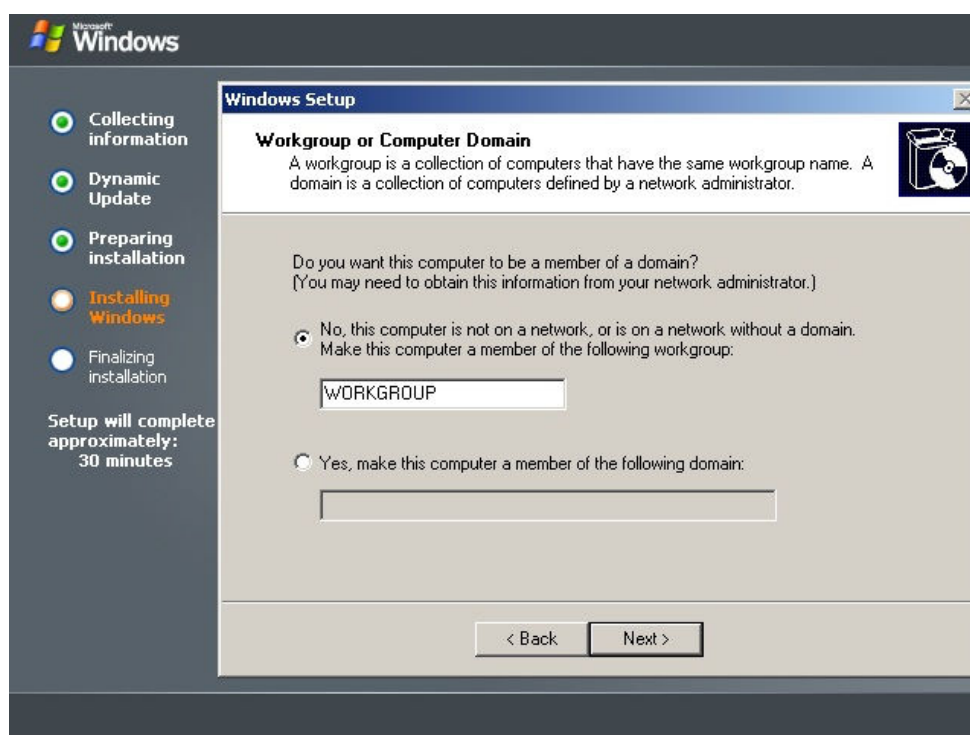 Microsoft
Windows
Collecting
information
Dynamic
Update
Preparing
installation
Installing
Windows
Finalizing
installation
Setup will complete
approximately:
30 minutes
Windows Setup
Workgroup or Computer Domain
A workgroup is a collection of computers that have the same workgroup name. A
domain is a collection of computers defined by a network administrator.
Do you want this computer to be a member of a domain?
(You may need to obtain this information from your network administrator.)
No, this computer is not on a network, or is on a network without a domain.
Make this computer a member of the following workgroup:
WORKGROUP
Yes, make this computer a member of the following domain:
< Back
Next >